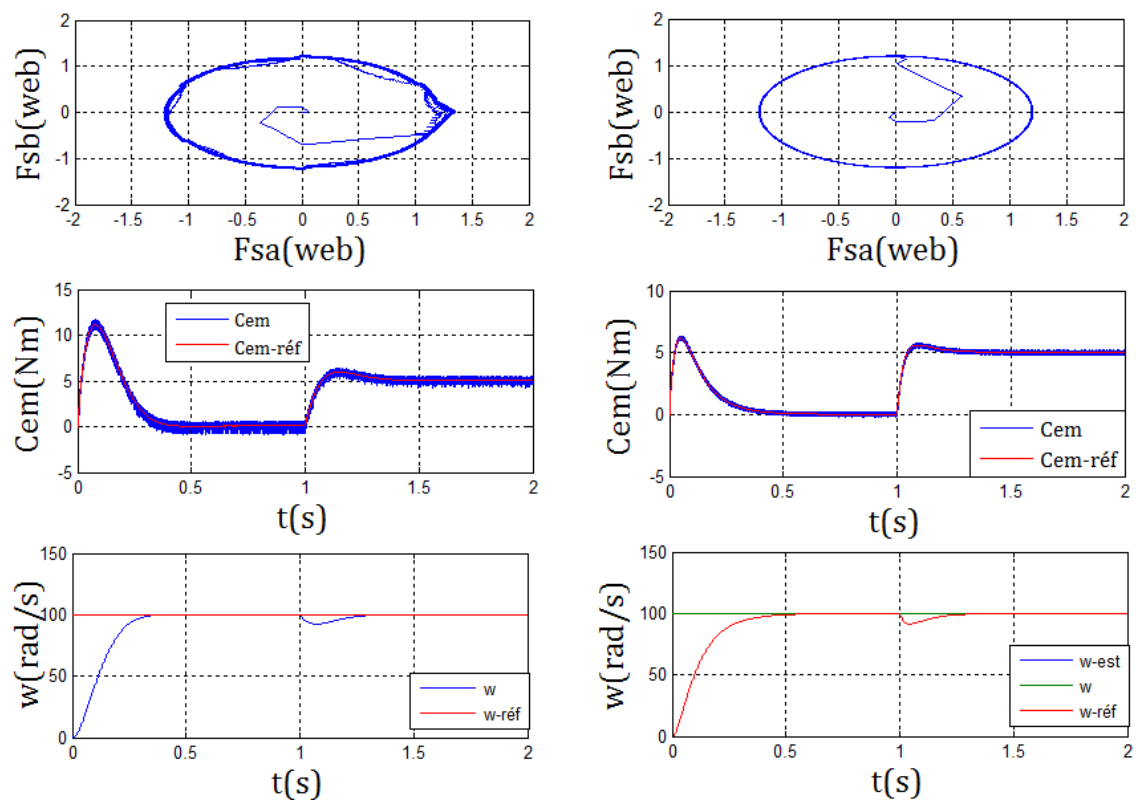 2
1
0
-1
-2
Fsb(web)
-2 -1.5 -1 -0.5 0 0.5 1 1.5 2
Fsa(web)
2
1
0
-1
-2
Fsb(web)
-2 -1.5 -1 -0.5 0 0.5 1 1.5 2
Fsa(web)
15
10
5
0
-5
Cem(Nm)
Cem
Cem-réf
0 0.5 1 1.5 2
t(s)
10
5
0
-5
Cem(Nm)
Cem
Cem-réf
0 0.5 1 1.5 2
t(s)
150
100
50
0
w(rad/s)
w
w-réf
0 0.5 1 1.5 2
t(s)
150
100
50
0
w(rad/s)
w-est
w
w-réf
0 0.5 1 1.5 2
t(s)